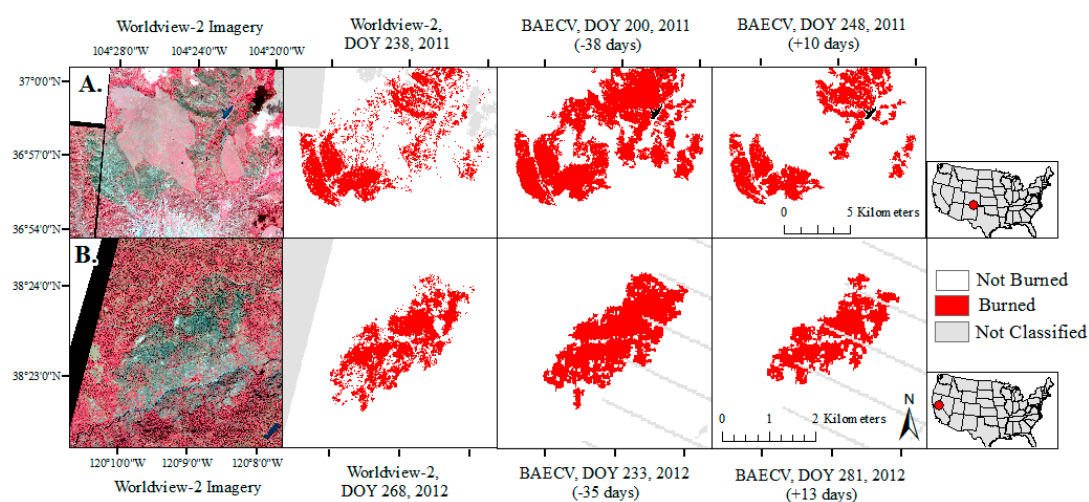 Worldview-2 Imagery
Worldview-2,
DOY 238, 2011
BAECV, DOY 200, 2011
(-38 days)
BAECV, DOY 248, 2011
(+10 days)
104°28'0"W 104°24'0"W 104°20'0"W
37°0'0"N
36°57'0"N
36°54'0"N
A.
0 5 Kilometers
B.
38°24'0"N
38°23'0"N
Not Burned
Burned
Not Classified
0 1 2 Kilometers
N
120°10'0"W 120°9'0"W 120°8'0"W
Worldview-2 Imagery
Worldview-2,
DOY 268, 2012
BAECV, DOY 233, 2012
(-35 days)
BAECV, DOY 281, 2012
(+13 days)